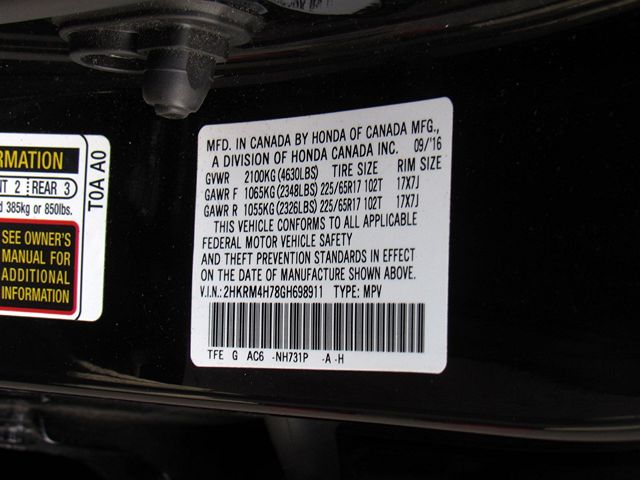 RMATION
NT 2 REAR 3
d 385kg or 850lbs.
SEE OWNER'S
MANUAL FOR
ADDITIONAL
INFORMATION
T0A A0
MFD. IN CANADA BY HONDA OF CANADA MFG.,
A DIVISION OF HONDA CANADA INC. 09/'16
GVWR 2100KG (4630LBS) TIRE SIZE RIM SIZE
GAWR F 1065KG (2348LBS) 225/65R17 102T 17X7J
GAWR R 1055KG (2326LBS) 225/65R17 102T 17X7J
THIS VEHICLE CONFORMS TO ALL APPLICABLE
FEDERAL MOTOR VEHICLE SAFETY
AND THEFT PREVENTION STANDARDS IN EFFECT
ON THE DATE OF MANUFACTURE SHOWN ABOVE.
V.I.N.: 2HKRM4H78GH698911 TYPE: MPV
TFE G AC6 -NH731P -A -H